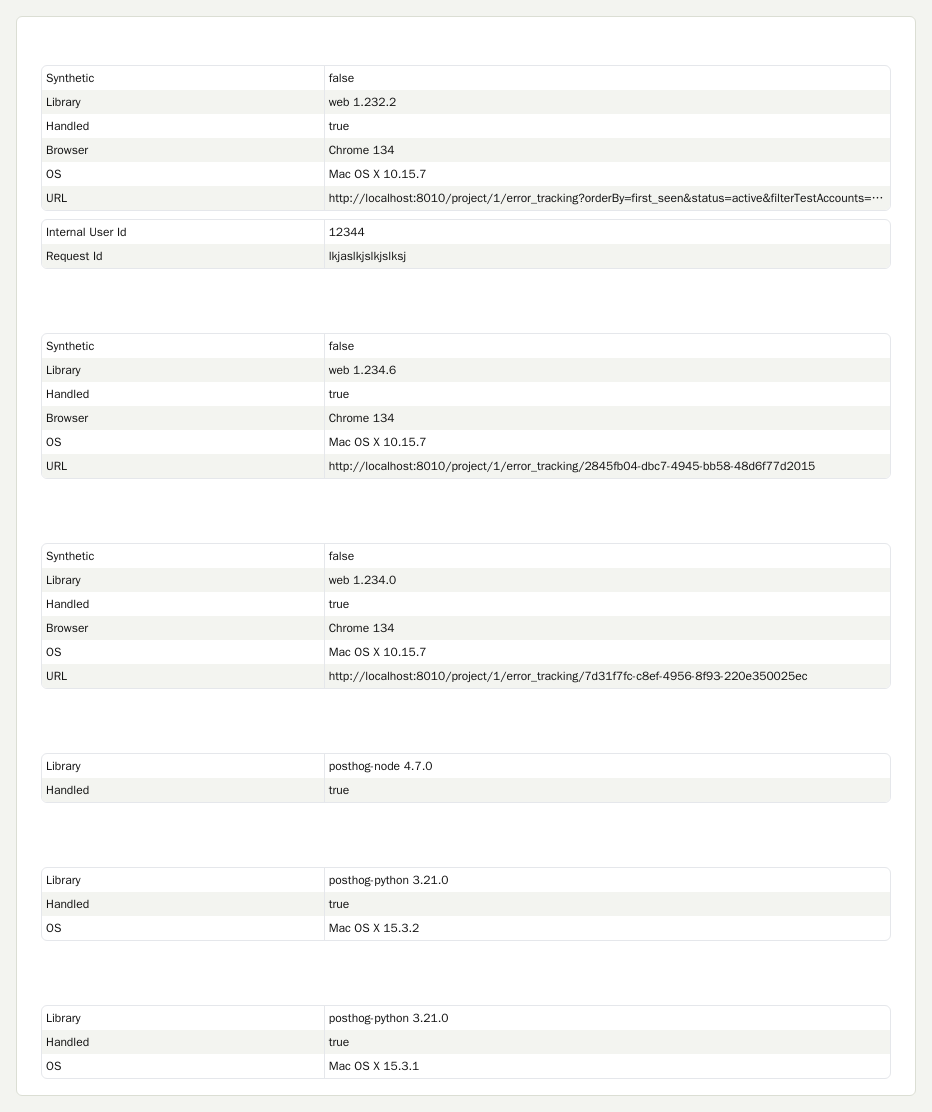 Synthetic false
Library web 1.232.2
Handled true
Browser Chrome 134
OS Mac OS X 10.15.7
URL http://localhost:8010/project/1/error_tracking?orderBy=first_seen&status=active&filterTestAccounts=···
Internal User Id 12344
Request Id lkjaslkjslkjslksj
Synthetic false
Library web 1.234.6
Handled true
Browser Chrome 134
OS Mac OS X 10.15.7
URL http://localhost:8010/project/1/error_tracking/2845fb04-dbc7-4945-bb58-48d6f77d2015
Synthetic false
Library web 1.234.0
Handled true
Browser Chrome 134
OS Mac OS X 10.15.7
URL http://localhost:8010/project/1/error_tracking/7d31f7fc-c8ef-4956-8f93-220e350025ec
Library posthog-node 4.7.0
Handled true
Library posthog-python 3.21.0
Handled true
OS Mac OS X 15.3.2
Library posthog-python 3.21.0
Handled true
OS Mac OS X 15.3.1